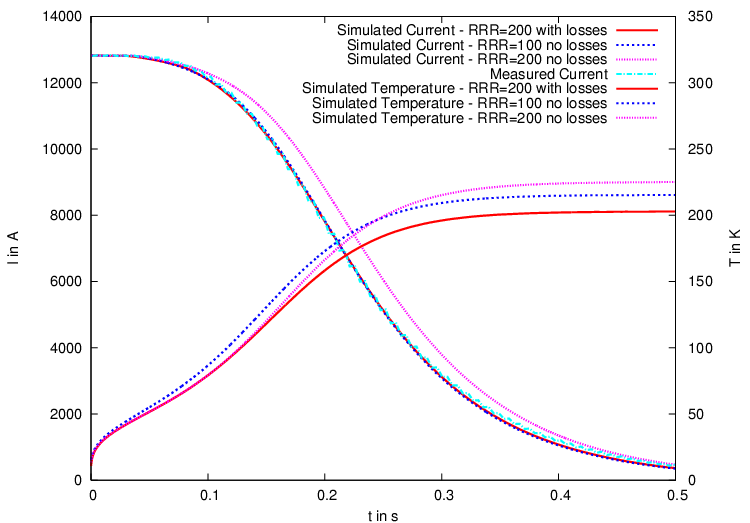 Simulated Current - RRR=200 with losses
Simulated Current - RRR=100 no losses
Simulated Current - RRR=200 no losses
Measured Current
Simulated Temperature - RRR=200 with losses
Simulated Temperature - RRR=100 no losses
Simulated Temperature - RRR=200 no losses
14000
12000
10000
8000
6000
4000
2000
0
I in A
350
300
250
200
150
100
50
0
T in K
0 0.1 0.2 0.3 0.4 0.5
t in s